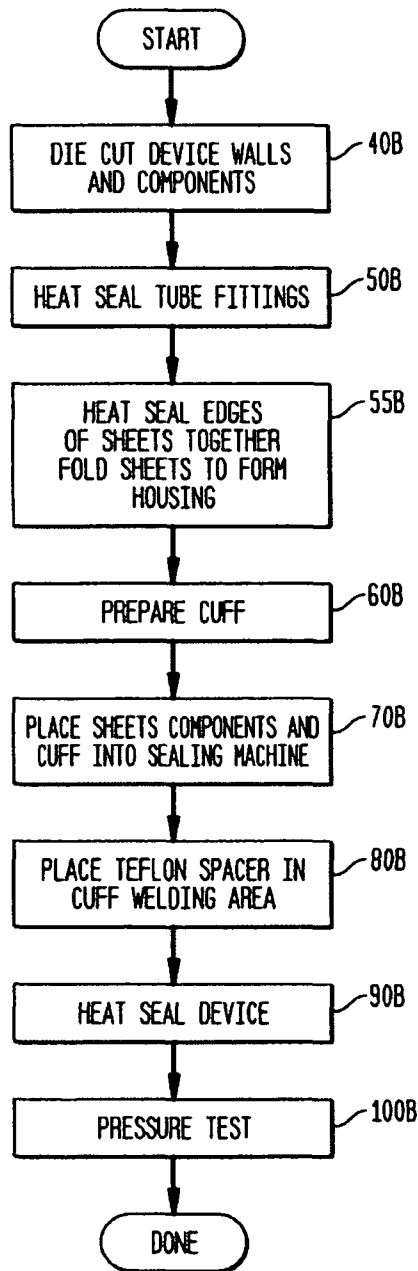 START
DIE CUT DEVICE WALLS
AND COMPONENTS
40B
HEAT SEAL TUBE FITTINGS
50B
HEAT SEAL EDGES
OF SHEETS TOGETHER
FOLD SHEETS TO FORM
HOUSING
55B
PREPARE CUFF
60B
PLACE SHEETS COMPONENTS AND
CUFF INTO SEALING MACHINE
70B
PLACE TEFLON SPACER IN
CUFF WELDING AREA
80B
HEAT SEAL DEVICE
90B
PRESSURE TEST
100B
DONE